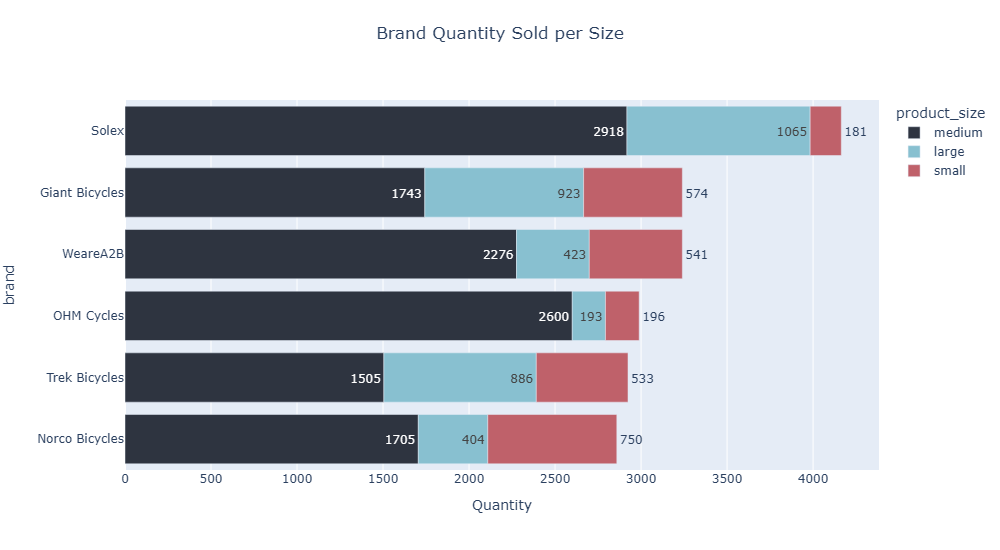 Brand Quantity Sold per Size
product_size
medium
large
small
brand
Solex 2918 1065 181
Giant Bicycles 1743 923 574
WeareA2B 2276 423 541
OHM Cycles 2600 193 196
Trek Bicycles 1505 886 533
Norco Bicycles 1705 404 750
0 500 1000 1500 2000 2500 3000 3500 4000
Quantity